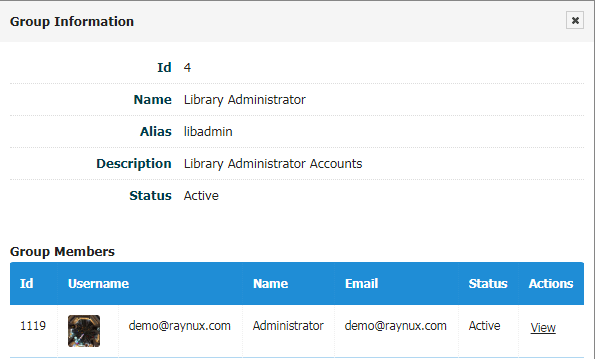 Group Information
Id 4
Name Library Administrator
Alias libadmin
Description Library Administrator Accounts
Status Active
Group Members
Id Username Name Email Status Actions
1119 demo@raynux.com Administrator demo@raynux.com Active View